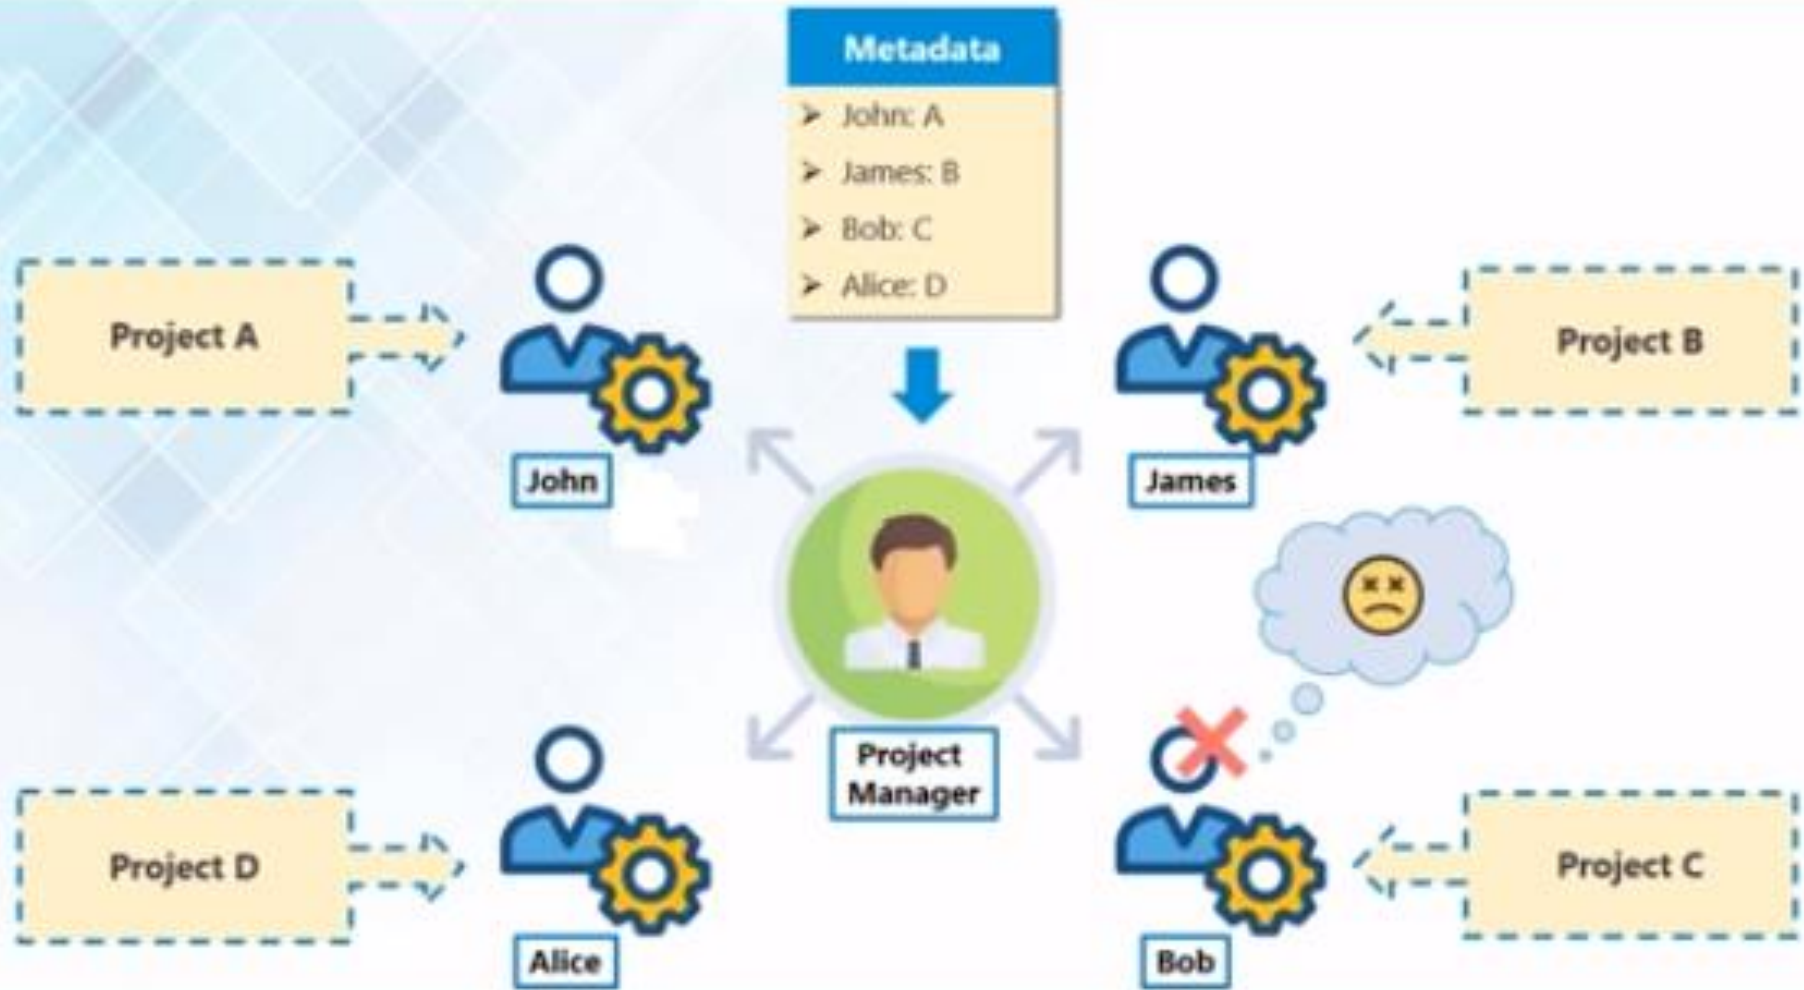 Metadata
➢ John: A
➢ James: B
➢ Bob: C
➢ Alice: D
Project A
John
James
Project B
Project
Manager
Project D
Alice
Bob
Project C